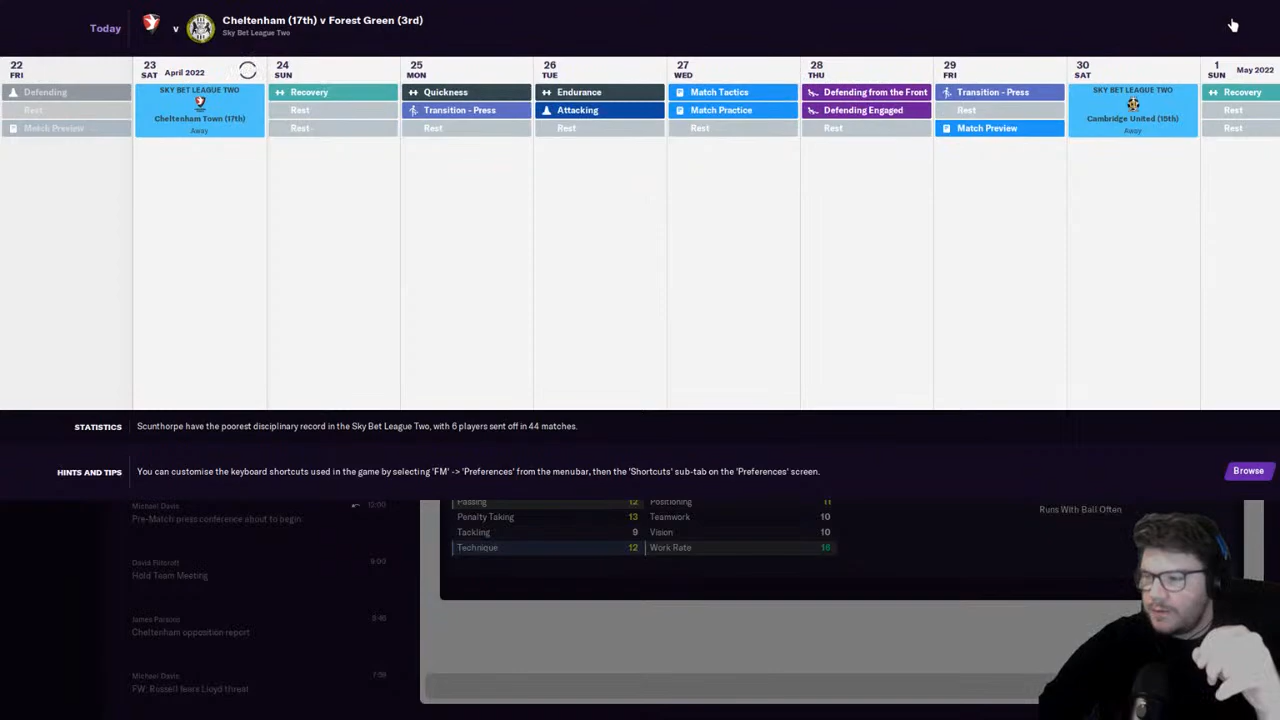 Today
v
Cheltenham (17th) v Forest Green (3rd)
Sky Bet League Two
22 FRI
23 SAT April 2022
24 SUN
25 MON
26 TUE
27 WED
28 THU
29 FRI
30 SAT
1 SUN May 2022
Defending
Rest
Match Preview
SKY BET LEAGUE TWO
Cheltenham Town (17th)
Away
Recovery
Rest
Rest
Quickness
Transition - Press
Rest
Endurance
Attacking
Rest
Match Tactics
Match Practice
Rest
Defending from the Front
Defending Engaged
Rest
Transition - Press
Rest
Match Preview
SKY BET LEAGUE TWO
Cambridge United (15th)
Away
Recovery
Rest
Rest
STATISTICS
Scunthorpe have the poorest disciplinary record in the Sky Bet League Two, with 6 players sent off in 44 matches.
HINTS AND TIPS
You can customise the keyboard shortcuts used in the game by selecting 'FM' -> 'Preferences' from the menubar, then the 'Shortcuts' sub-tab on the 'Preferences' screen.
Browse
Michael Davis
Pre-Match press conference about to begin
Hold Team Meeting
9:00
James Parsons
Cheltenham opposition report
Michael Davis
7:59
FW: Russell fears Lloyd threat
Passing 12
Penalty Taking 13
Tackling 9
Technique 12
Positioning 11
Teamwork 10
Vision 10
Work Rate
Runs With Ball Often